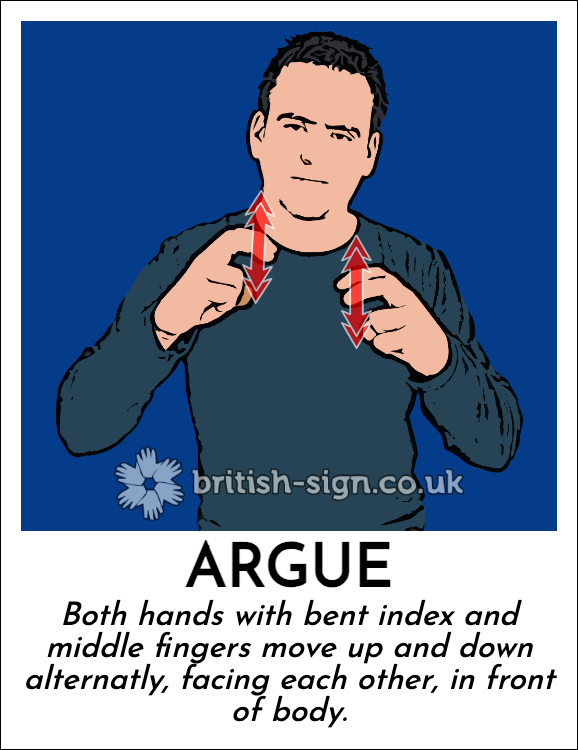 british-sign.co.uk
ARGUE
Both hands with bent index and
middle fingers move up and down
alternatly, facing each other, in front
of body.